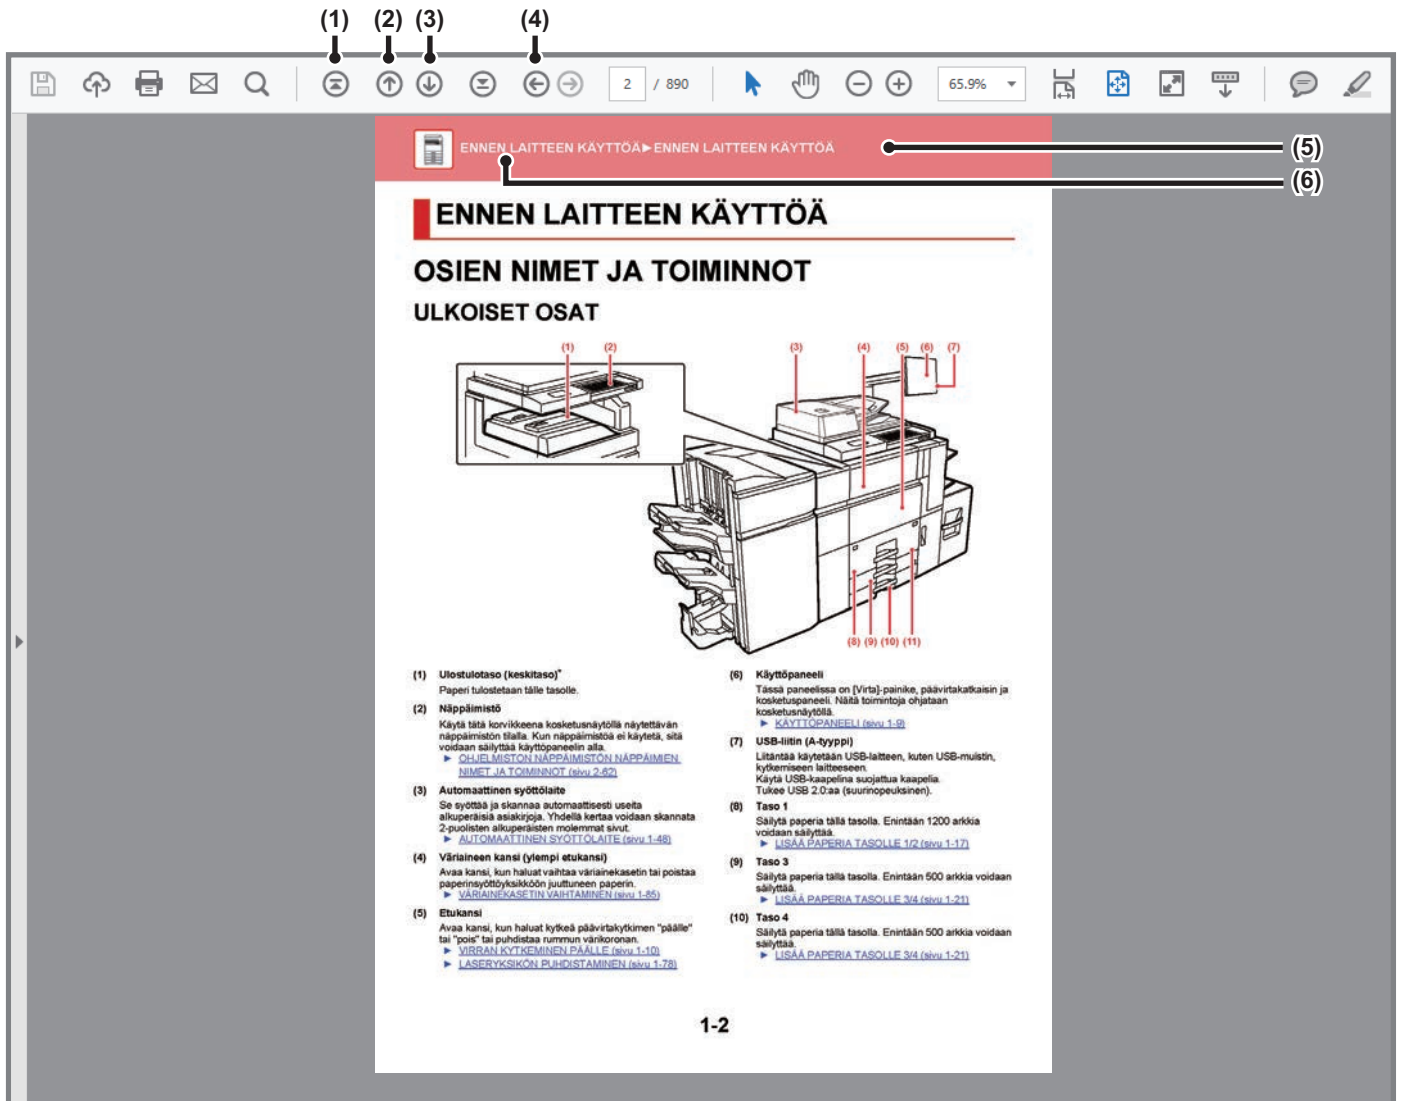 (1) (2) (3) (4)
2 / 890 65.9%
ENNEN LAITTEEN KÄYTTÖÄ►ENNEN LAITTEEN KÄYTTÖÄ
(5)
(6)
ENNEN LAITTEEN KÄYTTÖÄ
OSIEN NIMET JA TOIMINNOT
ULKOISET OSAT
(1) (2) (3) (4) (5) (6) (7)
(8) (9) (10) (11)
(1) Ulostulotaso (keskitaso)*
Paperi tulostetaan tälle tasolle.
(2) Näppäimistö
Käytä tätä korvikkeena kosketusnäytöllä näytettävän
näppäimistön tilalla. Kun näppäimistöä ei käytetä, sitä
voidaan säilyttää käyttöpaneelin alla.
► OHJELMISTON NÄPPÄIMISTÖN NÄPPÄIMIEN
NIMET JA TOIMINNOT (sivu 2-62)
(3) Automaattinen syöttölaite
Se syöttää ja skannaa automaattisesti useita
alkuperäisiä asiakirjoja. Yhdellä kertaa voidaan skannata
2-puolisten alkuperäisten molemmat sivut.
► AUTOMAATTINEN SYÖTTÖLAITE (sivu 1-48)
(4) Väriaineen kansi (ylempi etukansi)
Avaa kansi, kun haluat vaihtaa väriainekasetin tai poistaa
paperinsyöttöyksikköön juuttuneen paperin.
► VÄRIAINEKASETIN VAIHTAMINEN (sivu 1-85)
(5) Etukansi
Avaa kansi, kun haluat kytkeä päävirtakytkimen "päälle"
tai "pois" tai puhdistaa rummun värikoronan.
► VIRRAN KYTKEMINEN PÄÄLLE (sivu 1-10)
► LASERYKSIKÖN PUHDISTAMINEN (sivu 1-78)
(6) Käyttöpaneeli
Tässä paneelissa on [Virta]-painike, päävirtakatkaisin ja
kosketuspaneeli. Näitä toimintoja ohjataan
kosketusnäytöllä.
► KÄYTTÖPANEELI (sivu 1-9)
(7) USB-liitin (A-tyyppi)
Liitäntää käytetään USB-laitteen, kuten USB-muistin,
kytkemiseen laitteeseen.
Käytä USB-kaapelina suojattua kaapelia.
Tukee USB 2.0:aa (suurinopeuksinen).
(8) Taso 1
Säilytä paperia tällä tasolla. Enintään 1200 arkkia
voidaan säilyttää.
► LISÄÄ PAPERIA TASOLLE 1/2 (sivu 1-17)
(9) Taso 3
Säilytä paperia tällä tasolla. Enintään 500 arkkia voidaan
säilyttää.
► LISÄÄ PAPERIA TASOLLE 3/4 (sivu 1-21)
(10) Taso 4
Säilytä paperia tällä tasolla. Enintään 500 arkkia voidaan
säilyttää.
► LISÄÄ PAPERIA TASOLLE 3/4 (sivu 1-21)
1-2